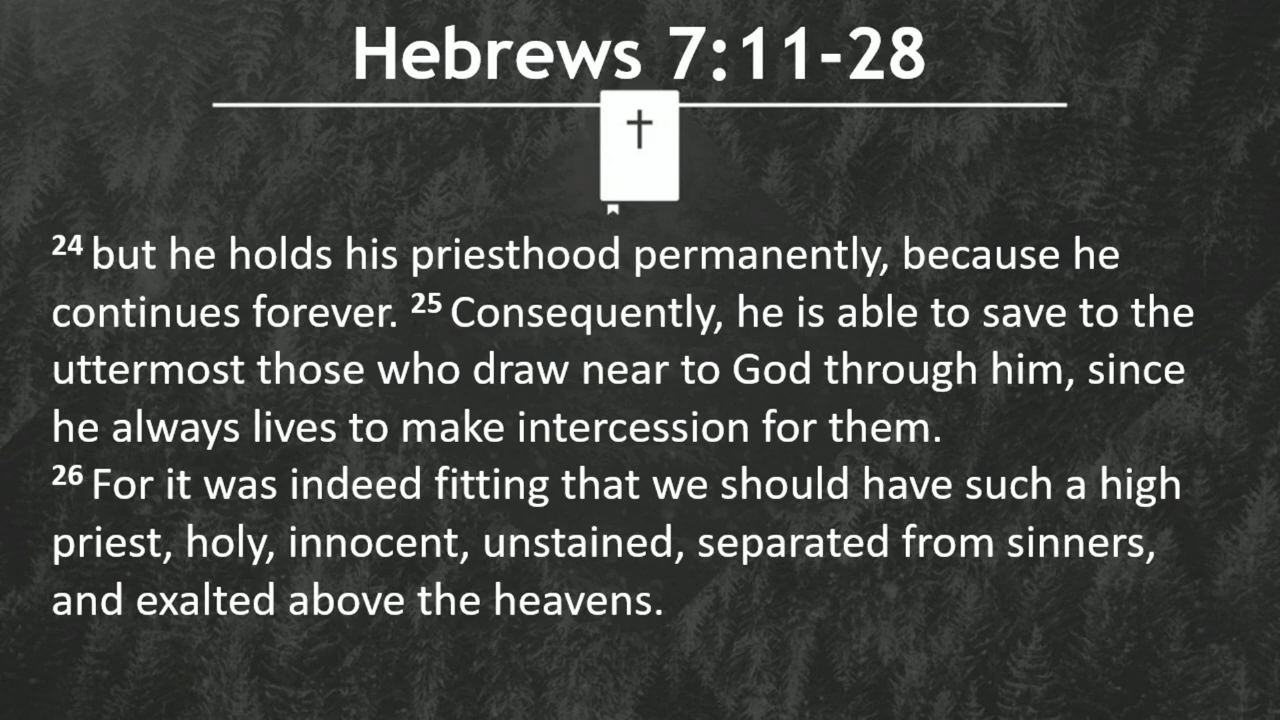 Hebrews 7:11-28
24 but he holds his priesthood permanently, because he
continues forever. 25 Consequently, he is able to save to the
uttermost those who draw near to God through him, since
he always lives to make intercession for them.
26 For it was indeed fitting that we should have such a high
priest, holy, innocent, unstained, separated from sinners,
and exalted above the heavens.